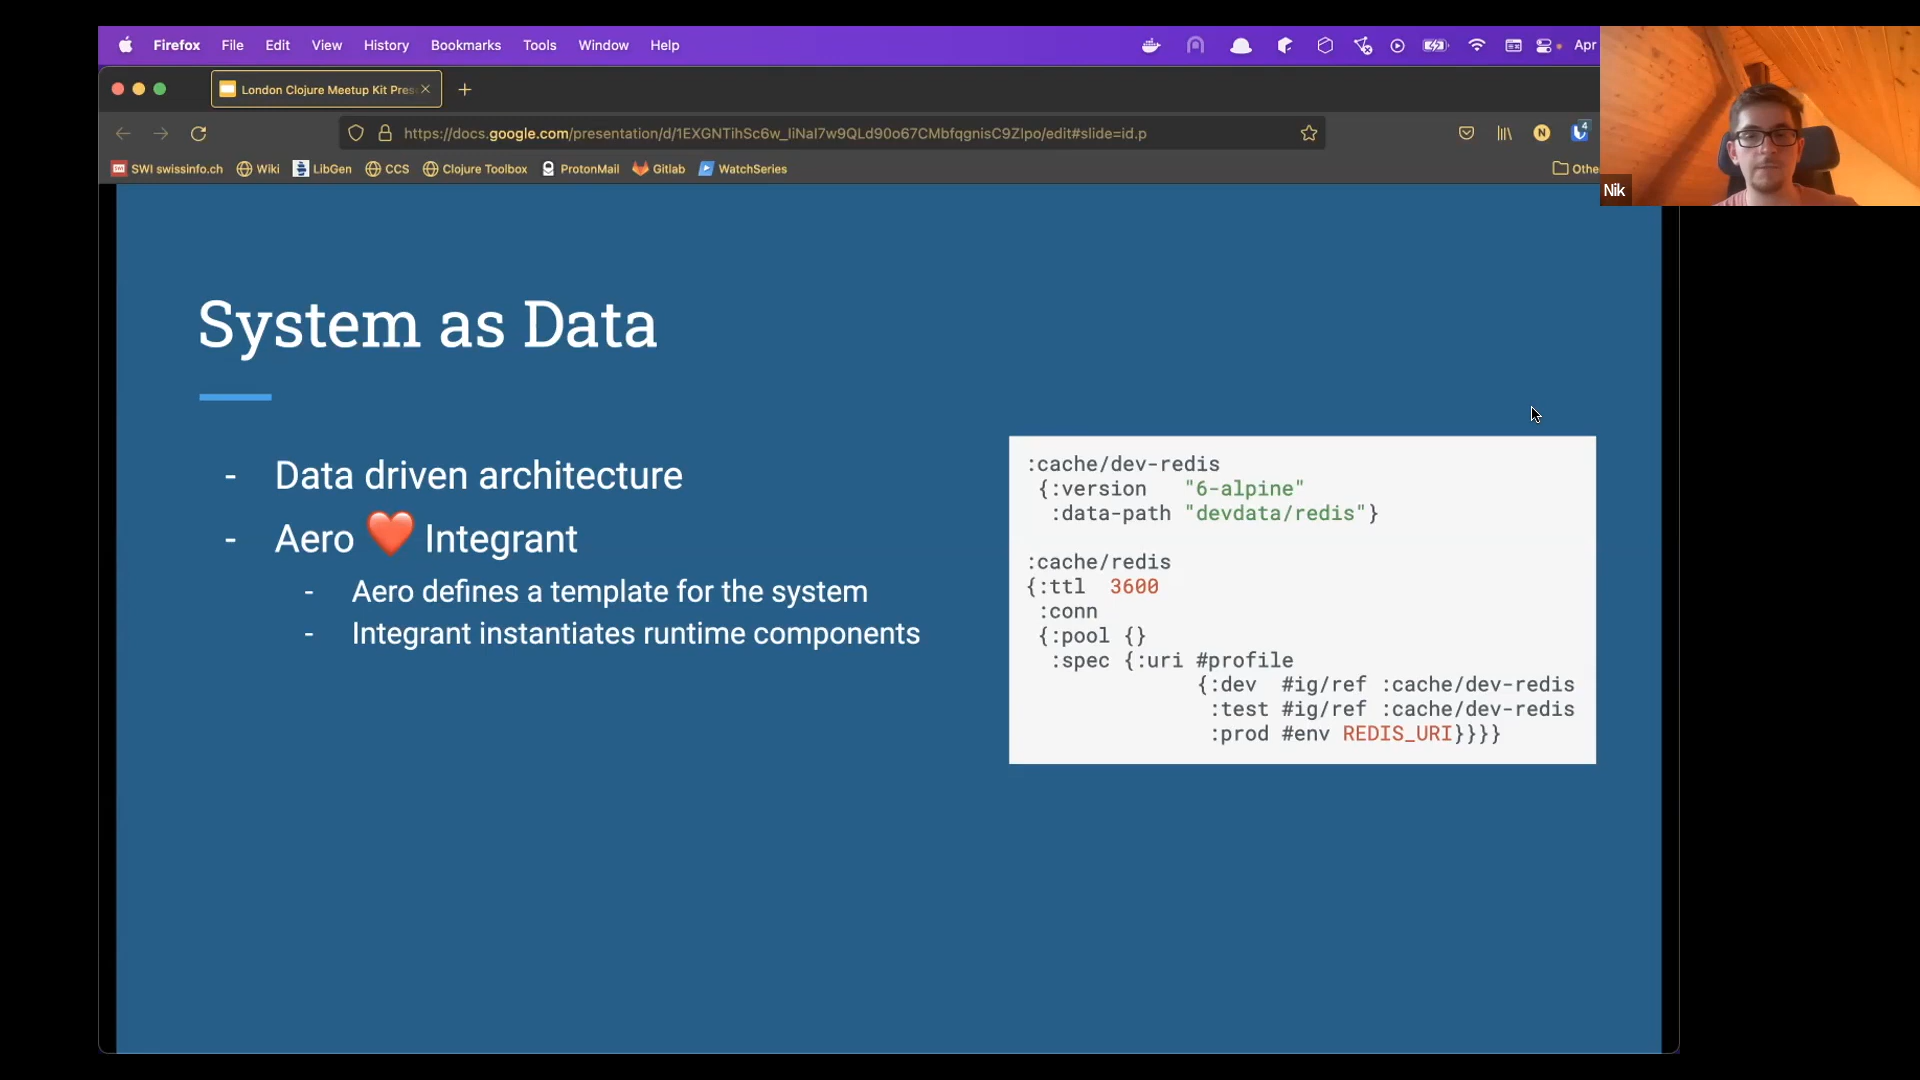 Firefox File Edit View History Bookmarks Tools Window Help
Apr
London Clojure Meetup Kit Pres
https://docs.google.com/presentation/d/1EXGNTihSc6w_IiNaI7w9QLd90o67CMbfqgnisC9ZIpo/edit#slide=id.p
N
4
SWI swissinfo.ch Wiki LibGen CCS Clojure Toolbox ProtonMail Gitlab WatchSeries
Othe
Nik
System as Data
- Data driven architecture
- Aero ❤️ Integrant
- Aero defines a template for the system
- Integrant instantiates runtime components
:cache/dev-redis
{:version "6-alpine"
:data-path "devdata/redis"}
:cache/redis
{:ttl 3600
:conn
{:pool {}
:spec {:uri #profile
{:dev #ig/ref :cache/dev-redis
:test #ig/ref :cache/dev-redis
:prod #env REDIS_URI}}}}